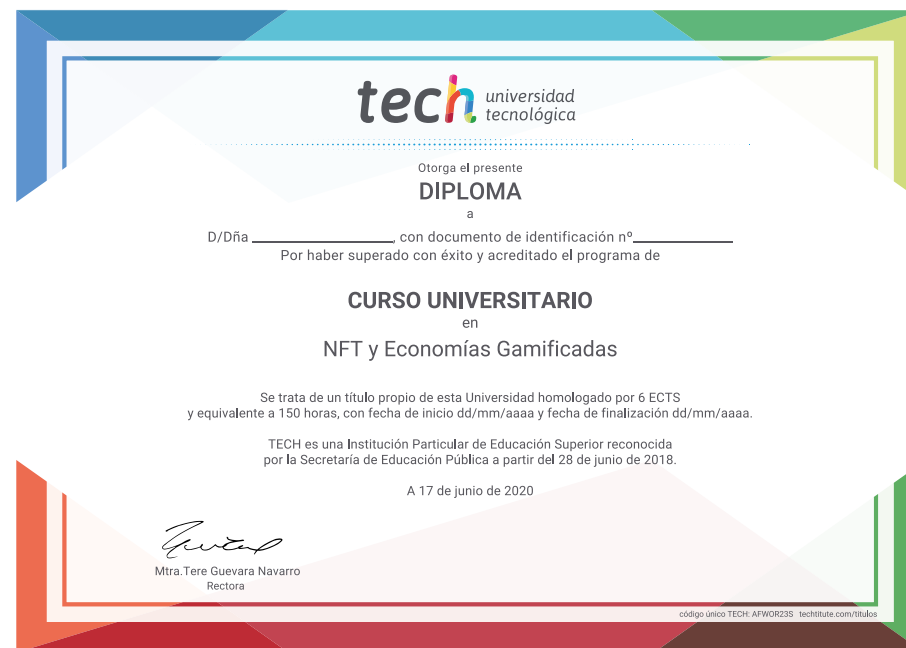 tech universidad
tecnológica
Otorga el presente
DIPLOMA
a
D/Dña ____________________, con documento de identificación nº______________
Por haber superado con éxito y acreditado el programa de
CURSO UNIVERSITARIO
en
NFT y Economías Gamificadas
Se trata de un título propio de esta Universidad homologado por 6 ECTS
y equivalente a 150 horas, con fecha de inicio dd/mm/aaaa y fecha de finalización dd/mm/aaaa.
TECH es una Institución Particular de Educación Superior reconocida
por la Secretaría de Educación Pública a partir del 28 de junio de 2018.
A 17 de junio de 2020
Mtra.Tere Guevara Navarro
Rectora
código único TECH: AFWOR23S techtitute.com/titulos